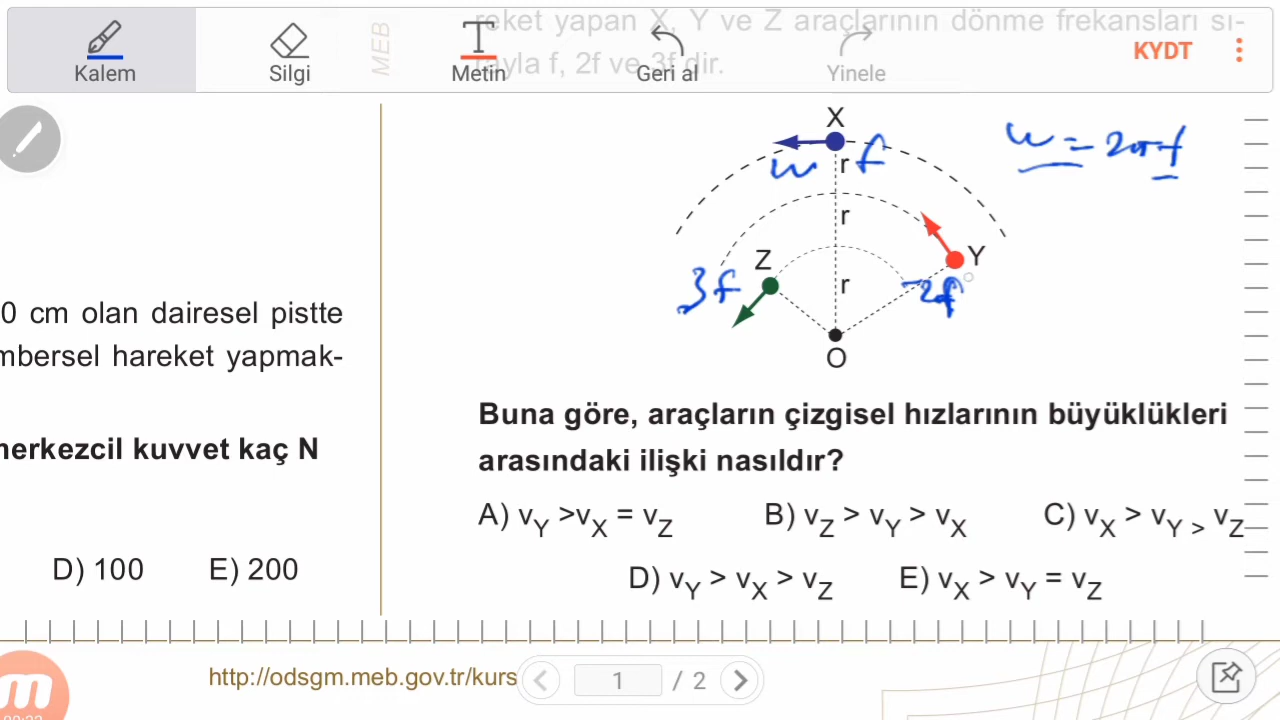 reket yapan X, Y ve Z araçlarının dönme frekansları sı-
rayla f, 2f ve 3f dir.
Kalem
Silgi
MEB
Metin
Geri al
Yinele
KYDT
X
w = 2πf
w
r
f
r
Z
Y
3f
r
2f
O
0 cm olan dairesel pistte
mbersel hareket yapmak-
merkezcil kuvvet kaç N
D) 100 E) 200
Buna göre, araçların çizgisel hızlarının büyüklükleri
arasındaki ilişki nasıldır?
A) vY >vX = vZ B) vZ > vY > vX C) vX > vY > vZ
D) vY > vX > vZ E) vX > vY = vZ
http://odsgm.meb.gov.tr/kurs
1 / 2
m